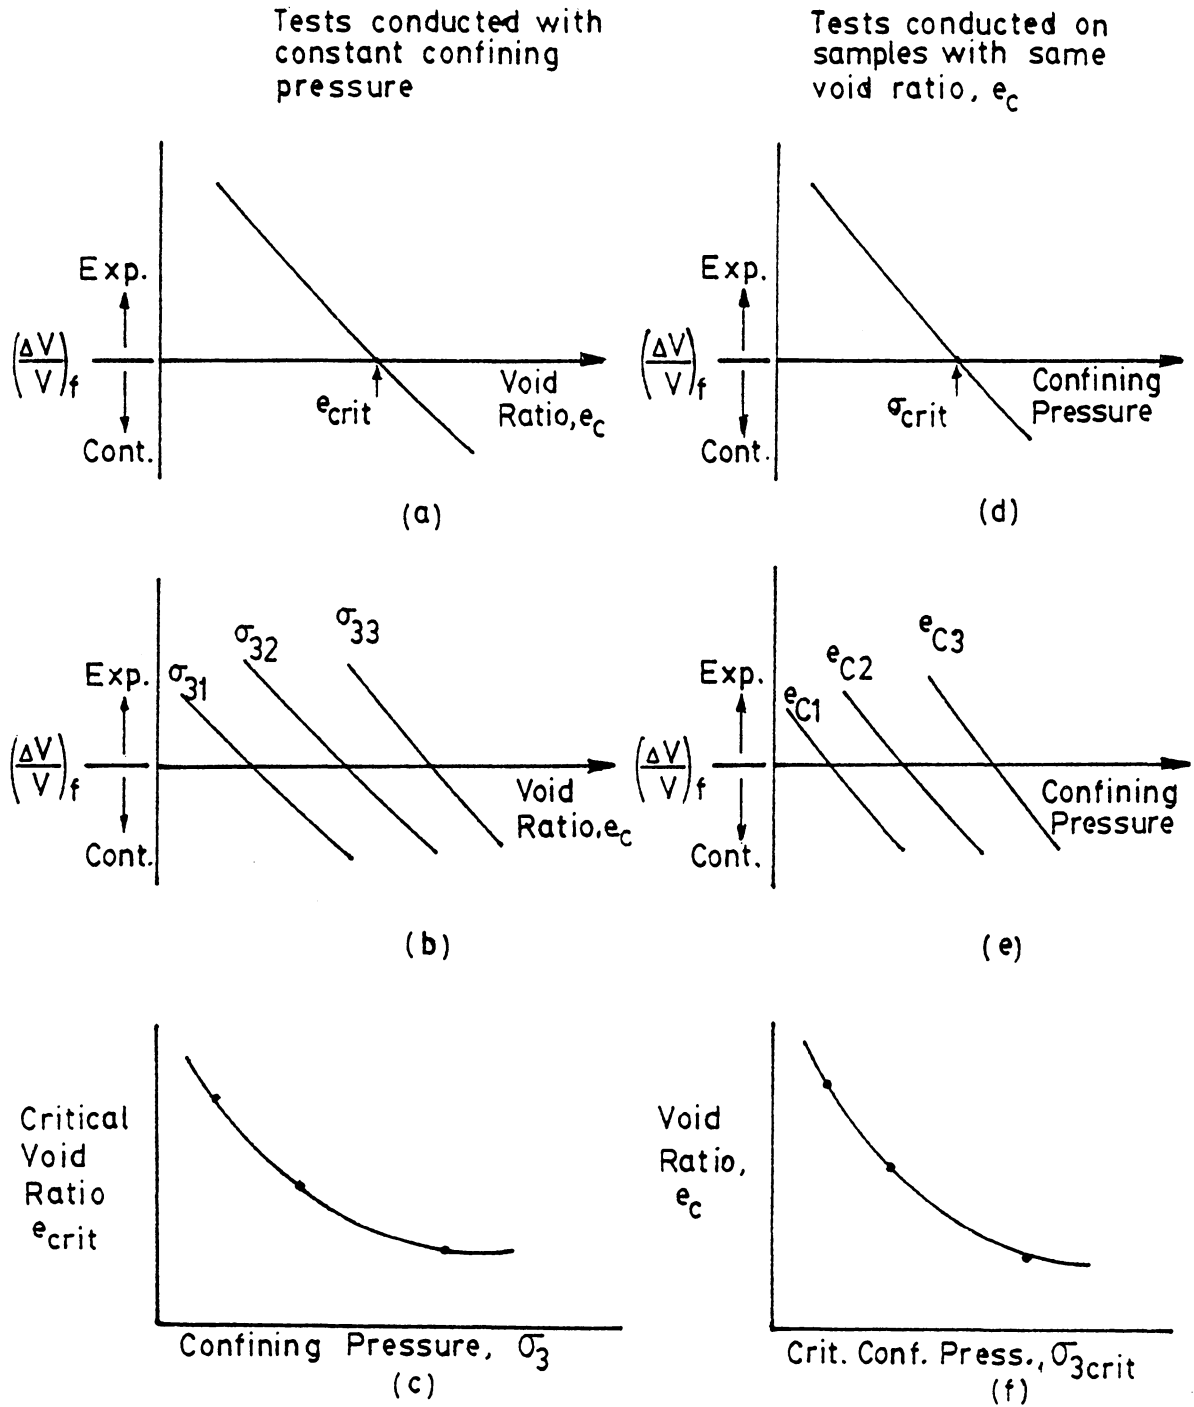 Tests conducted with
constant confining
pressure
Tests conducted on
samples with same
void ratio, e_c
Exp.
(ΔV/V)_f
Cont.
e_crit
Void
Ratio, e_c
(a)
Exp.
(ΔV/V)_f
Cont.
σ_crit
Confining
Pressure
(d)
σ_31
σ_32
σ_33
Exp.
(ΔV/V)_f
Cont.
Void
Ratio, e_c
(b)
e_C1
e_C2
e_C3
Exp.
(ΔV/V)_f
Cont.
Confining
Pressure
(e)
Critical
Void
Ratio
e_crit
Confining Pressure, σ_3
(c)
Void
Ratio,
e_c
Crit. Conf. Press., σ_3crit
(f)